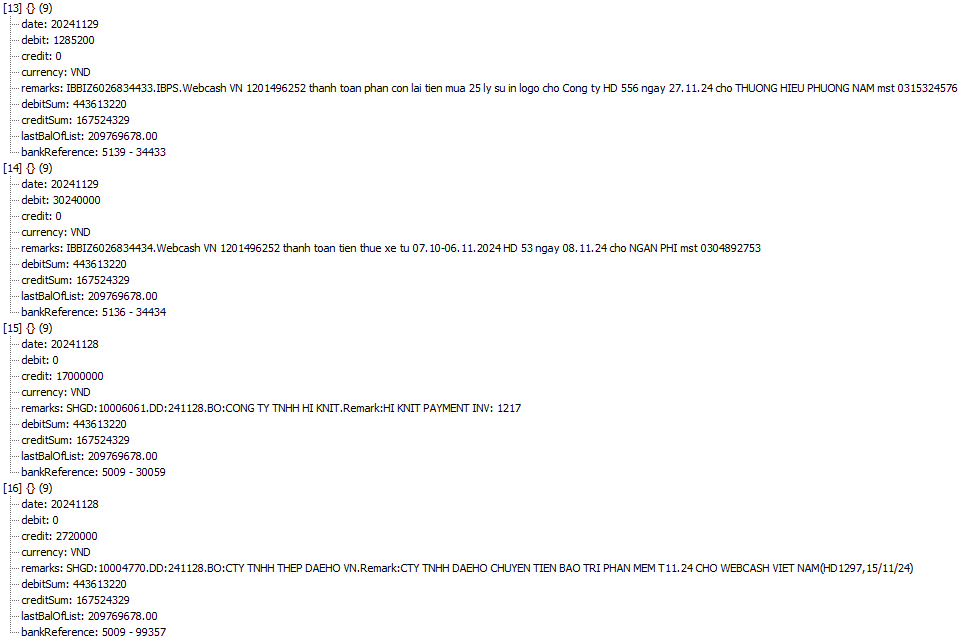 [13] {} (9)
date: 20241129
debit: 1285200
credit: 0
currency: VND
remarks: IBBIZ6026834433.IBPS.Webcash VN 1201496252 thanh toan phan con lai tien mua 25 ly su in logo cho Cong ty HD 556 ngay 27.11.24 cho THUONG HIEU PHUONG NAM mst 0315324576
debitSum: 443613220
creditSum: 167524329
lastBalOfList: 209769678.00
bankReference: 5139 - 34433
[14] {} (9)
date: 20241129
debit: 30240000
credit: 0
currency: VND
remarks: IBBIZ6026834434.Webcash VN 1201496252 thanh toan tien thue xe tu 07.10-06.11.2024 HD 53 ngay 08.11.24 cho NGAN PHI mst 0304892753
debitSum: 443613220
creditSum: 167524329
lastBalOfList: 209769678.00
bankReference: 5136 - 34434
[15] {} (9)
date: 20241128
debit: 0
credit: 17000000
currency: VND
remarks: SHGD:10006061.DD:241128.BO:CONG TY TNHH HI KNIT.Remark:HI KNIT PAYMENT INV: 1217
debitSum: 443613220
creditSum: 167524329
lastBalOfList: 209769678.00
bankReference: 5009 - 30059
[16] {} (9)
date: 20241128
debit: 0
credit: 2720000
currency: VND
remarks: SHGD:10004770.DD:241128.BO:CTY TNHH THEP DAEHO VN.Remark:CTY TNHH DAEHO CHUYEN TIEN BAO TRI PHAN MEM T11.24 CHO WEBCASH VIET NAM(HD1297,15/11/24)
debitSum: 443613220
creditSum: 167524329
lastBalOfList: 209769678.00
bankReference: 5009 - 99357